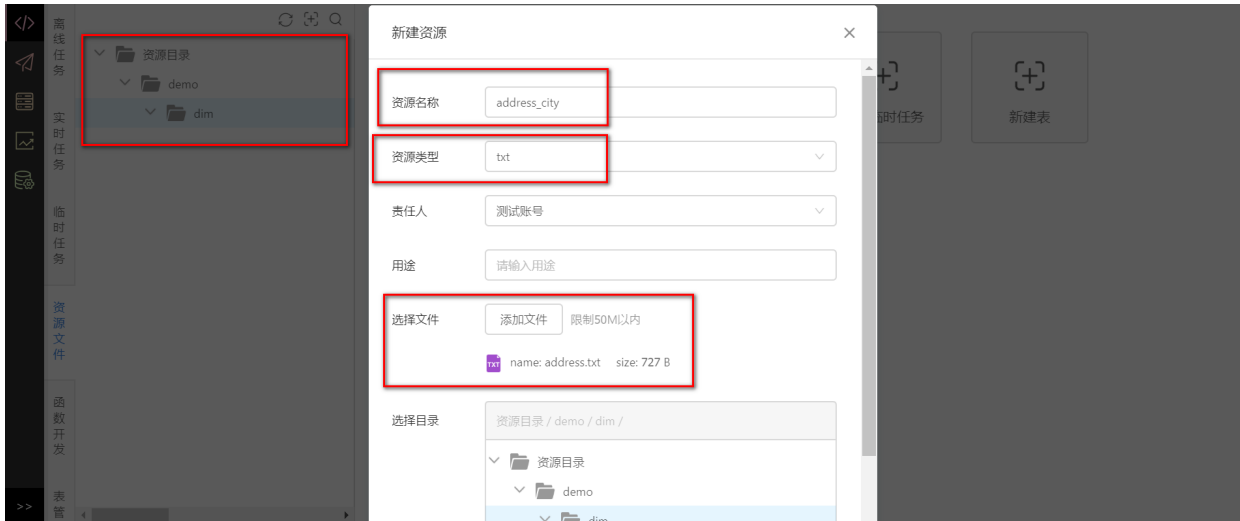 </>
离线任务
实时任务
临时任务
资源文件
函数开发
表管
>>
资源目录
demo
dim
新建资源
资源名称
address_city
资源类型
txt
责任人
测试账号
用途
请输入用途
选择文件
添加文件 限制50M以内
TXT name: address.txt size: 727 B
选择目录
资源目录 / demo / dim /
资源目录
demo
dim
时任务
新建表